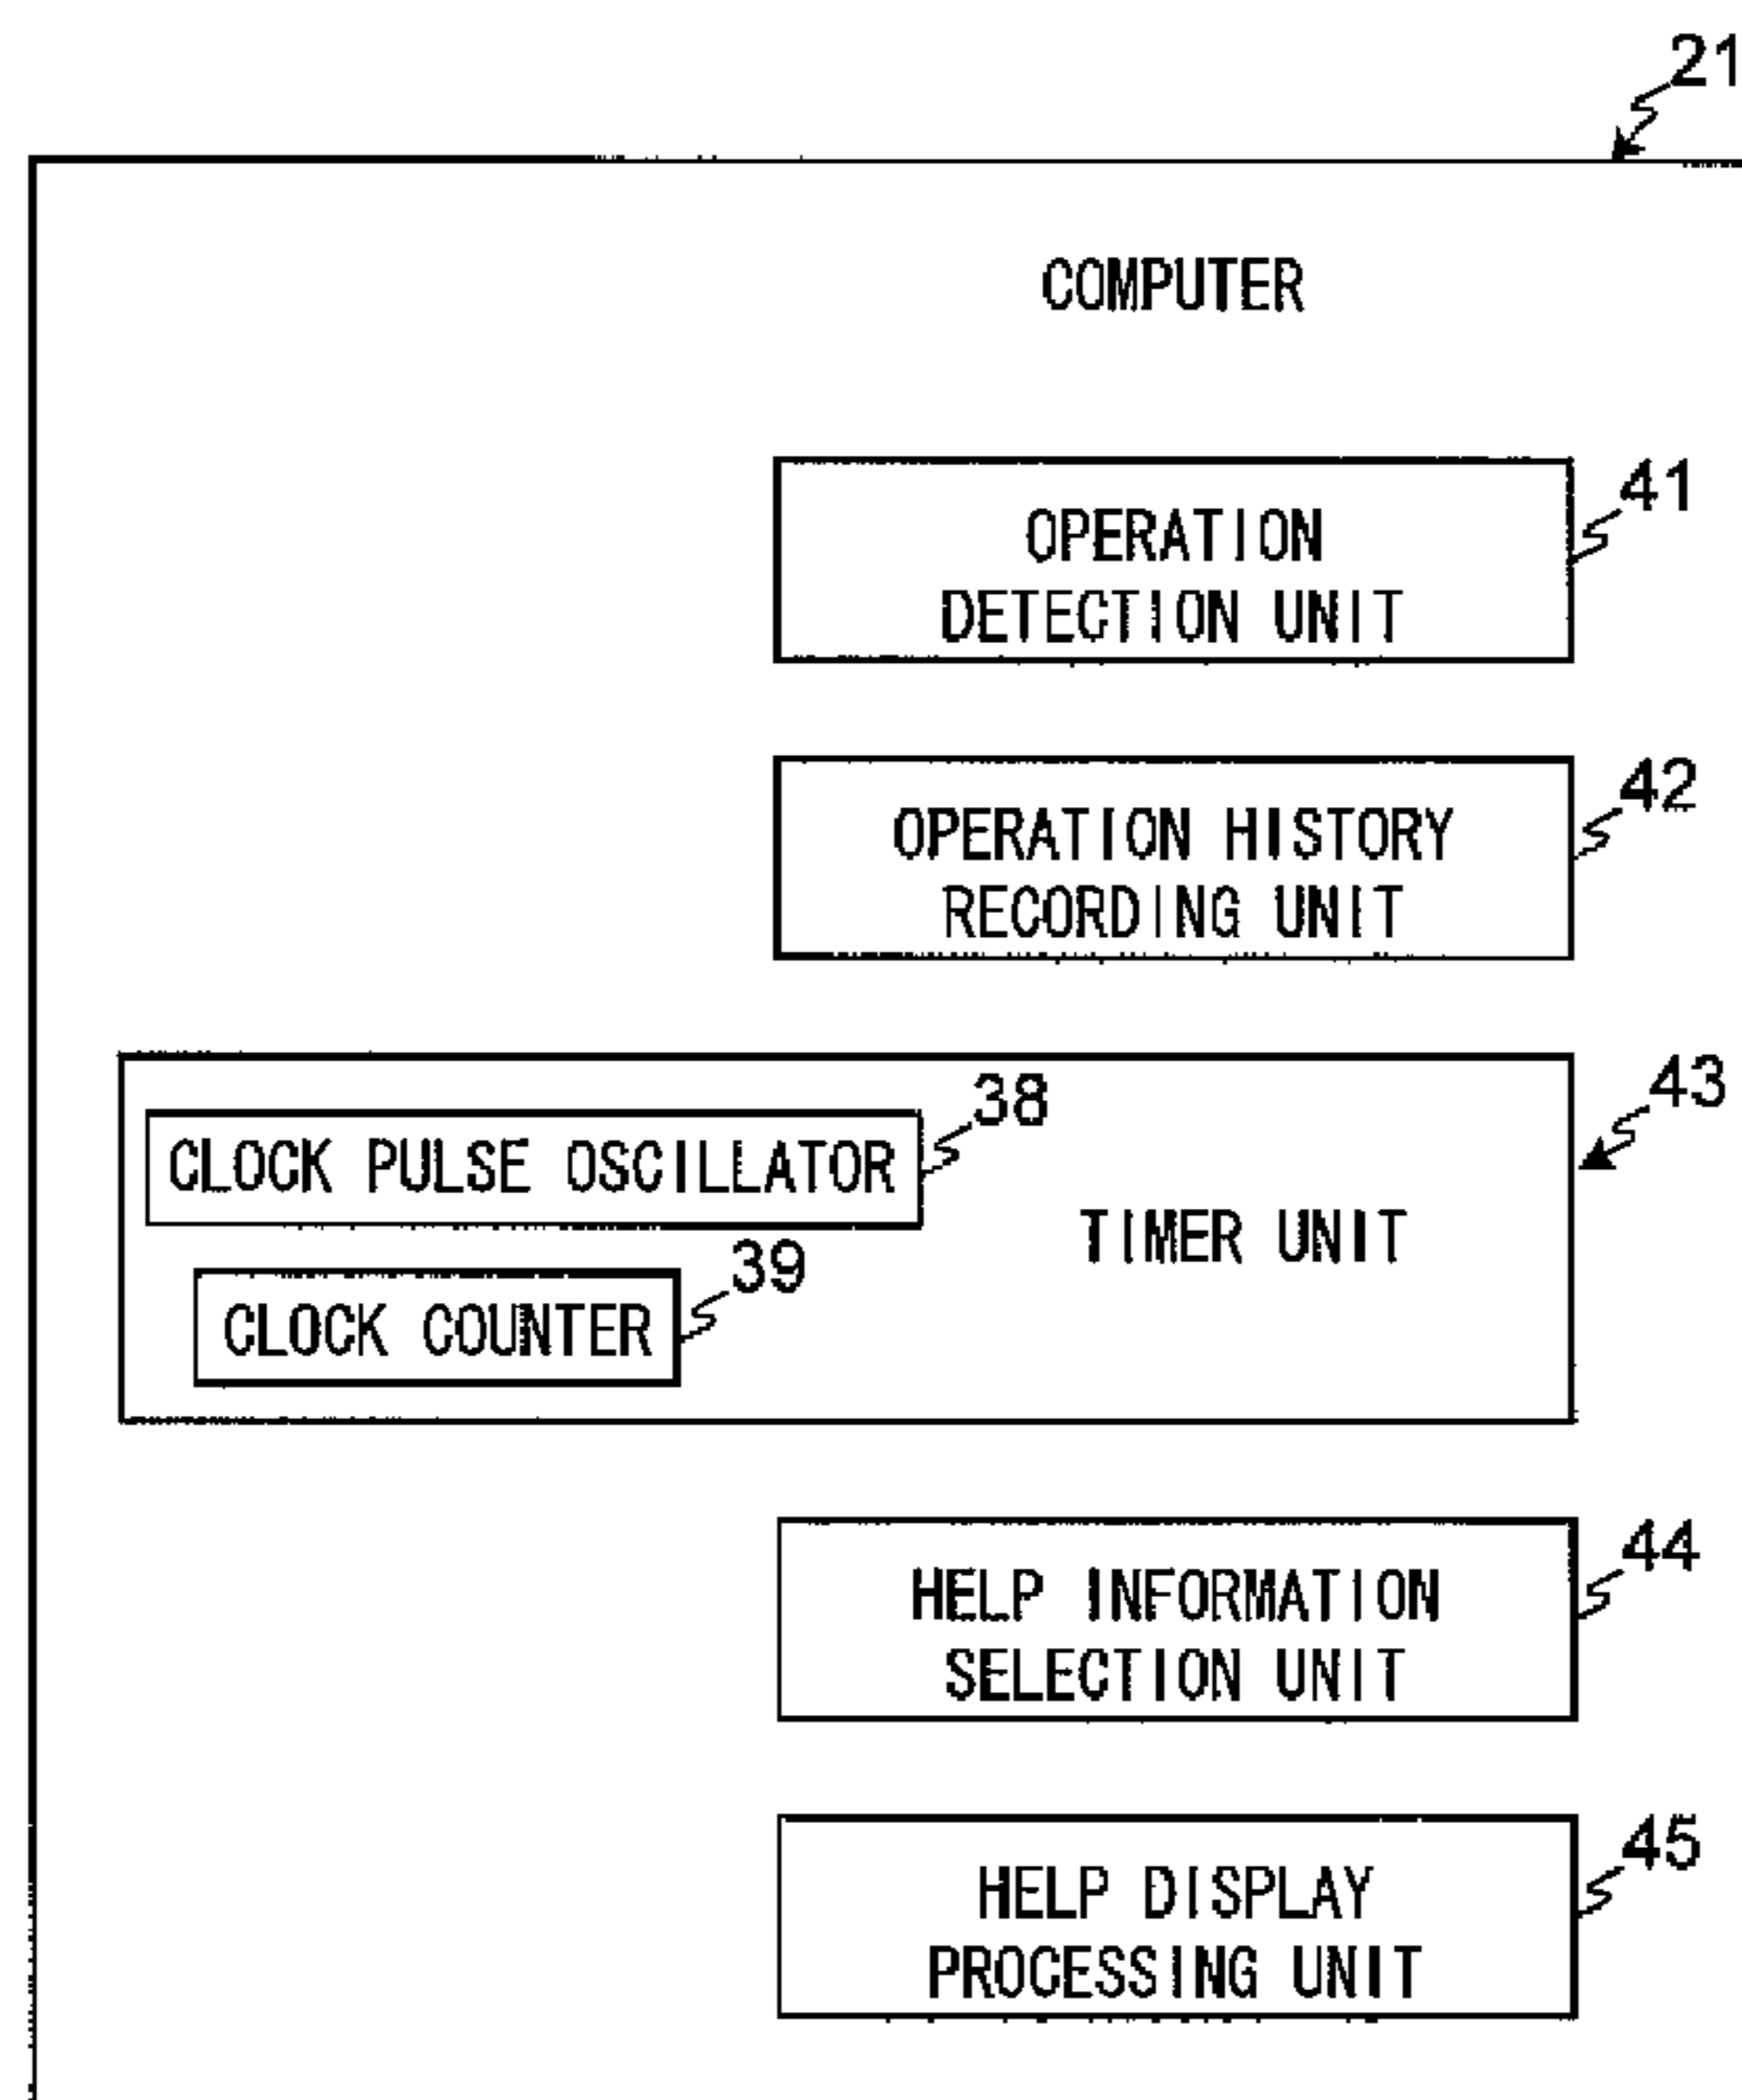 21
COMPUTER
41
OPERATION
DETECTION UNIT
42
OPERATION HISTORY
RECORDING UNIT
43
38
CLOCK PULSE OSCILLATOR
TIMER UNIT
39
CLOCK COUNTER
44
HELP INFORMATION
SELECTION UNIT
45
HELP DISPLAY
PROCESSING UNIT